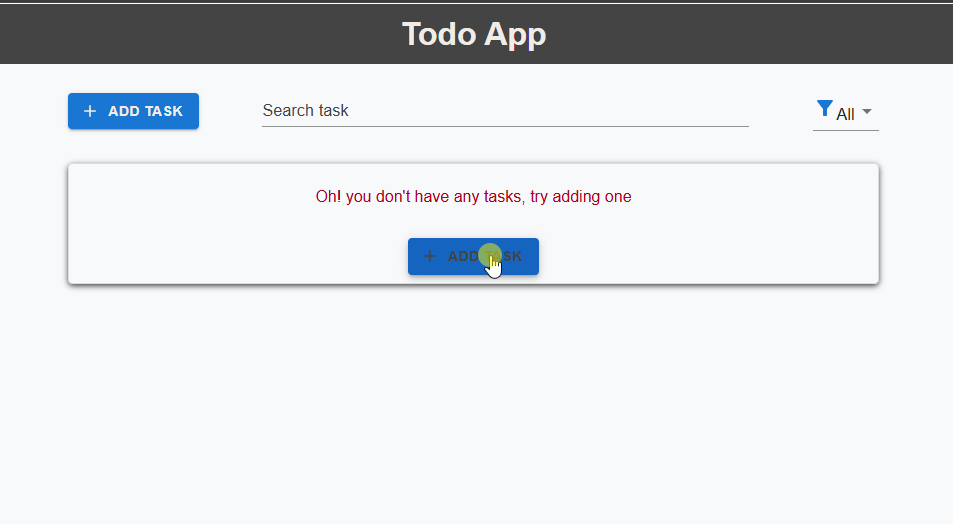 Todo App
ADD TASK
Search task
All
Oh! you don't have any tasks, try adding one
ADD TASK